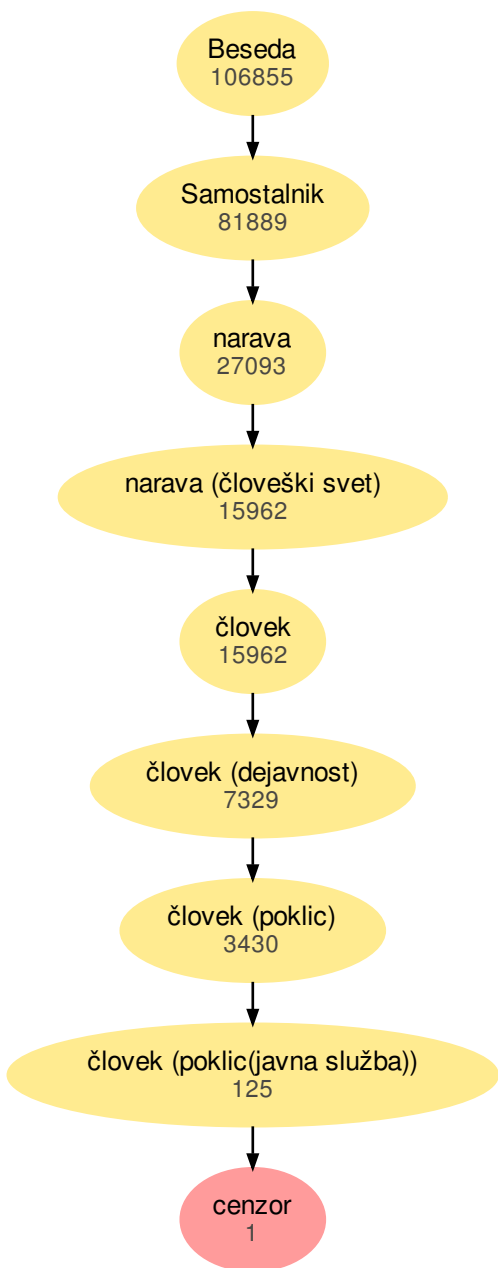 Beseda
106855
Samostalnik
81889
narava
27093
narava (človeški svet)
15962
človek
15962
človek (dejavnost)
7329
človek (poklic)
3430
človek (poklic(javna služba))
125
cenzor
1